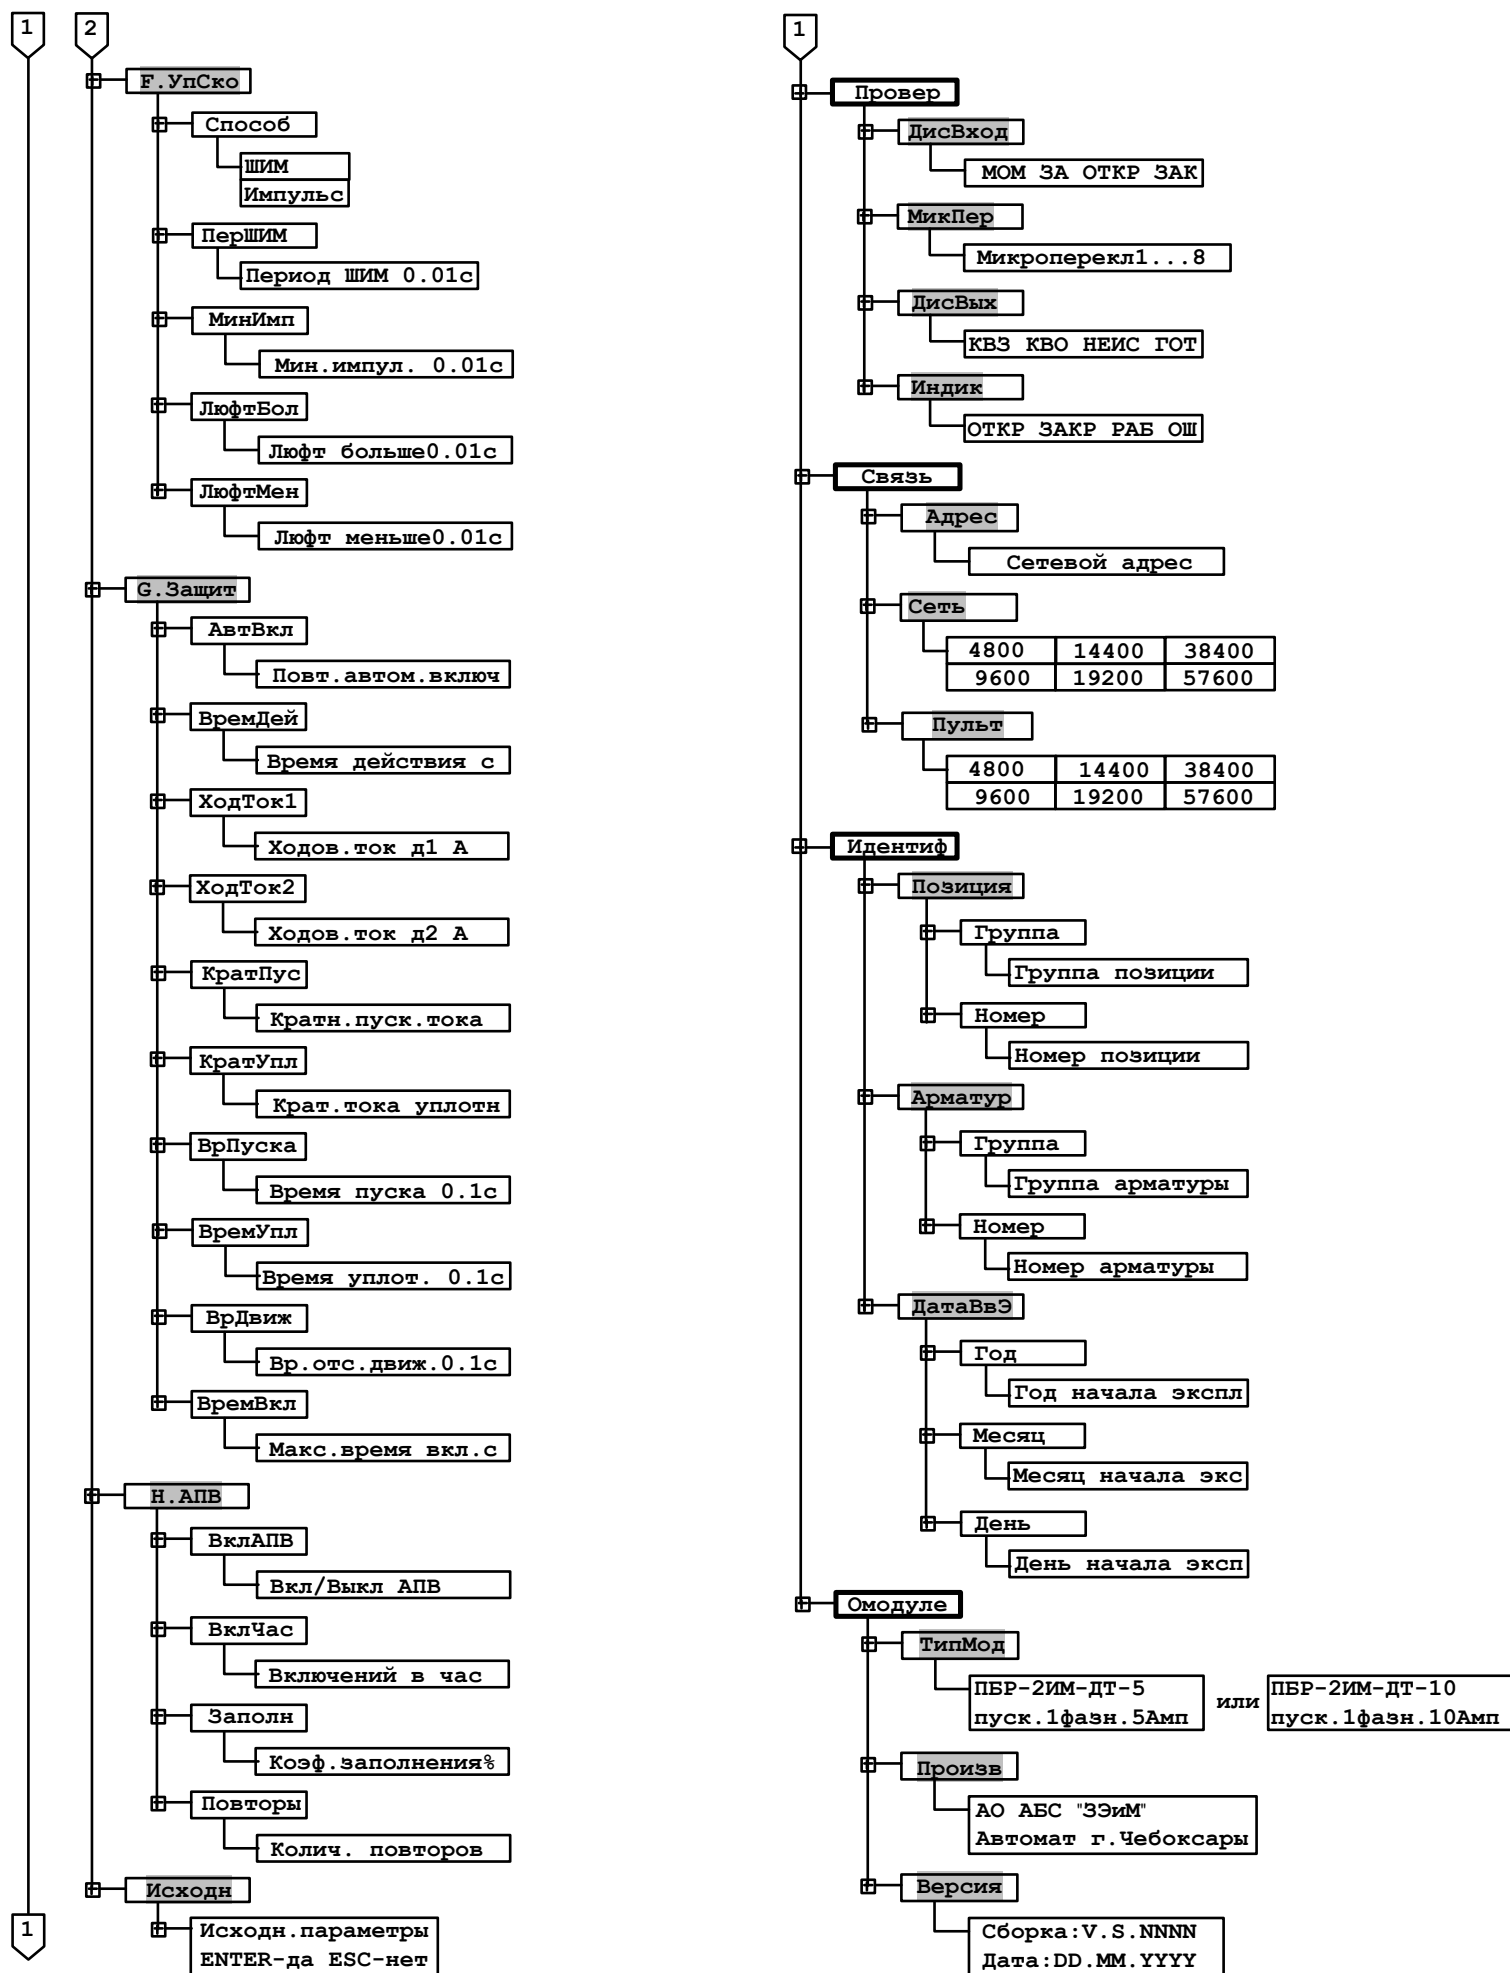 1
2
F.УпСко
Способ
ШИМ
Импульс
ПерШИМ
Период ШИМ 0.01с
МинИмп
Мин.импул. 0.01с
ЛюфтБол
Люфт больше0.01с
ЛюфтМен
Люфт меньше0.01с
G.Защит
АвтВкл
Повт.автом.включ
ВремДей
Время действия с
ХодТок1
Ходов.ток д1 А
ХодТок2
Ходов.ток д2 А
КратПус
Кратн.пуск.тока
КратУпл
Крат.тока уплотн
ВрПуска
Время пуска 0.1с
ВремУпл
Время уплот. 0.1с
ВрДвиж
Вр.отс.движ.0.1с
ВремВкл
Макс.время вкл.с
H.АПВ
ВклАПВ
Вкл/Выкл АПВ
ВклЧас
Включений в час
Заполн
Коэф.заполнения%
Повторы
Колич. повторов
Исходн
Исходн.параметры
ENTER-да ESC-нет
1
1
Провер
ДисВход
МОМ ЗА ОТКР ЗАК
МикПер
Микроперекл1...8
ДисВых
КВЗ КВО НЕИС ГОТ
Индик
ОТКР ЗАКР РАБ ОШ
Связь
Адрес
Сетевой адрес
Сеть
4800 14400 38400
9600 19200 57600
Пульт
4800 14400 38400
9600 19200 57600
Идентиф
Позиция
Группа
Группа позиции
Номер
Номер позиции
Арматур
Группа
Группа арматуры
Номер
Номер арматуры
ДатаВвЭ
Год
Год начала экспл
Месяц
Месяц начала экс
День
День начала эксп
Омодуле
ТипМод
ПБР-2ИМ-ДТ-5
пуск.1фазн.5Амп
или
ПБР-2ИМ-ДТ-10
пуск.1фазн.10Амп
Произв
АО АБС "ЗЭиМ"
Автомат г.Чебоксары
Версия
Сборка:V.S.NNNN
Дата:DD.MM.YYYY